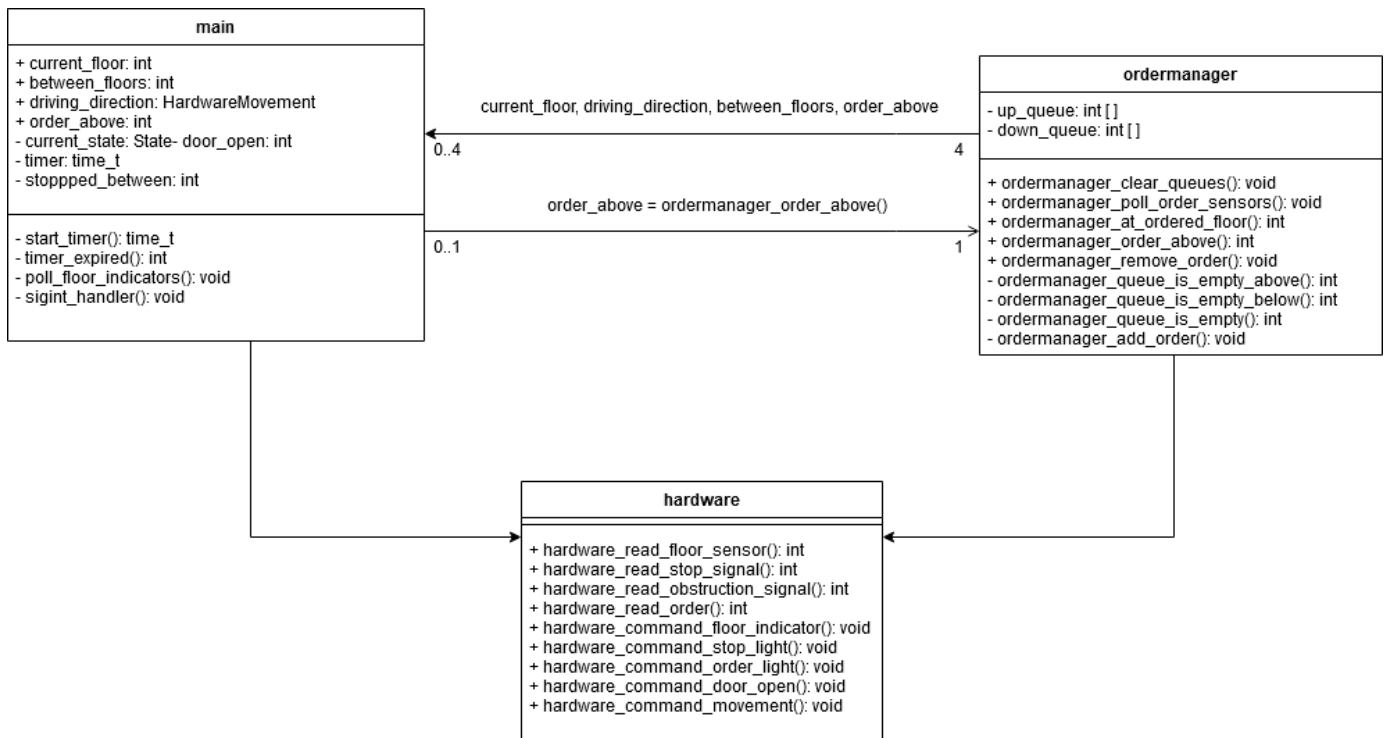 main
+ current_floor: int
+ between_floors: int
+ driving_direction: HardwareMovement
+ order_above: int
- current_state: State- door_open: int
- timer: time_t
- stoppped_between: int
- start_timer(): time_t
- timer_expired(): int
- poll_floor_indicators(): void
- sigint_handler(): void
current_floor, driving_direction, between_floors, order_above
0..4
4
order_above = ordermanager_order_above()
0..1
1
ordermanager
- up_queue: int [ ]
- down_queue: int [ ]
+ ordermanager_clear_queues(): void
+ ordermanager_poll_order_sensors(): void
+ ordermanager_at_ordered_floor(): int
+ ordermanager_order_above(): int
+ ordermanager_remove_order(): void
- ordermanager_queue_is_empty_above(): int
- ordermanager_queue_is_empty_below(): int
- ordermanager_queue_is_empty(): int
- ordermanager_add_order(): void
hardware
+ hardware_read_floor_sensor(): int
+ hardware_read_stop_signal(): int
+ hardware_read_obstruction_signal(): int
+ hardware_read_order(): int
+ hardware_command_floor_indicator(): void
+ hardware_command_stop_light(): void
+ hardware_command_order_light(): void
+ hardware_command_door_open(): void
+ hardware_command_movement(): void